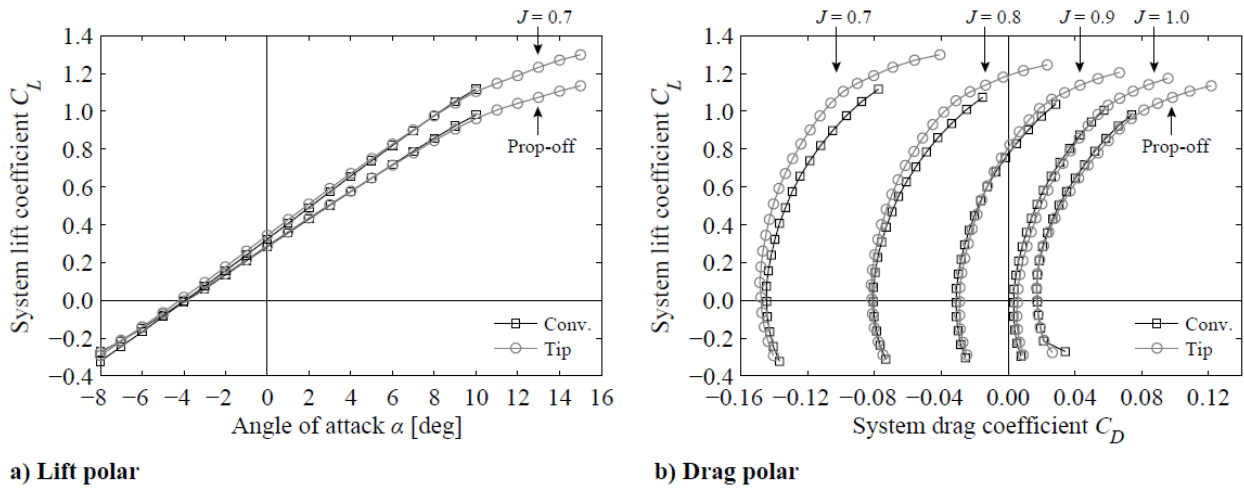 J = 0.7
1.4
1.2
1.0
0.8
0.6
0.4
0.2
0.0
−0.2
−0.4
System lift coefficient C_L
Prop-off
Conv.
Tip
−8 −6 −4 −2 0 2 4 6 8 10 12 14 16
Angle of attack α [deg]
a) Lift polar
J = 0.7 J = 0.8 J = 0.9 J = 1.0
1.4
1.2
1.0
0.8
0.6
0.4
0.2
0.0
−0.2
−0.4
System lift coefficient C_L
Prop-off
Conv.
Tip
−0.16 −0.12 −0.08 −0.04 0.00 0.04 0.08 0.12
System drag coefficient C_D
b) Drag polar